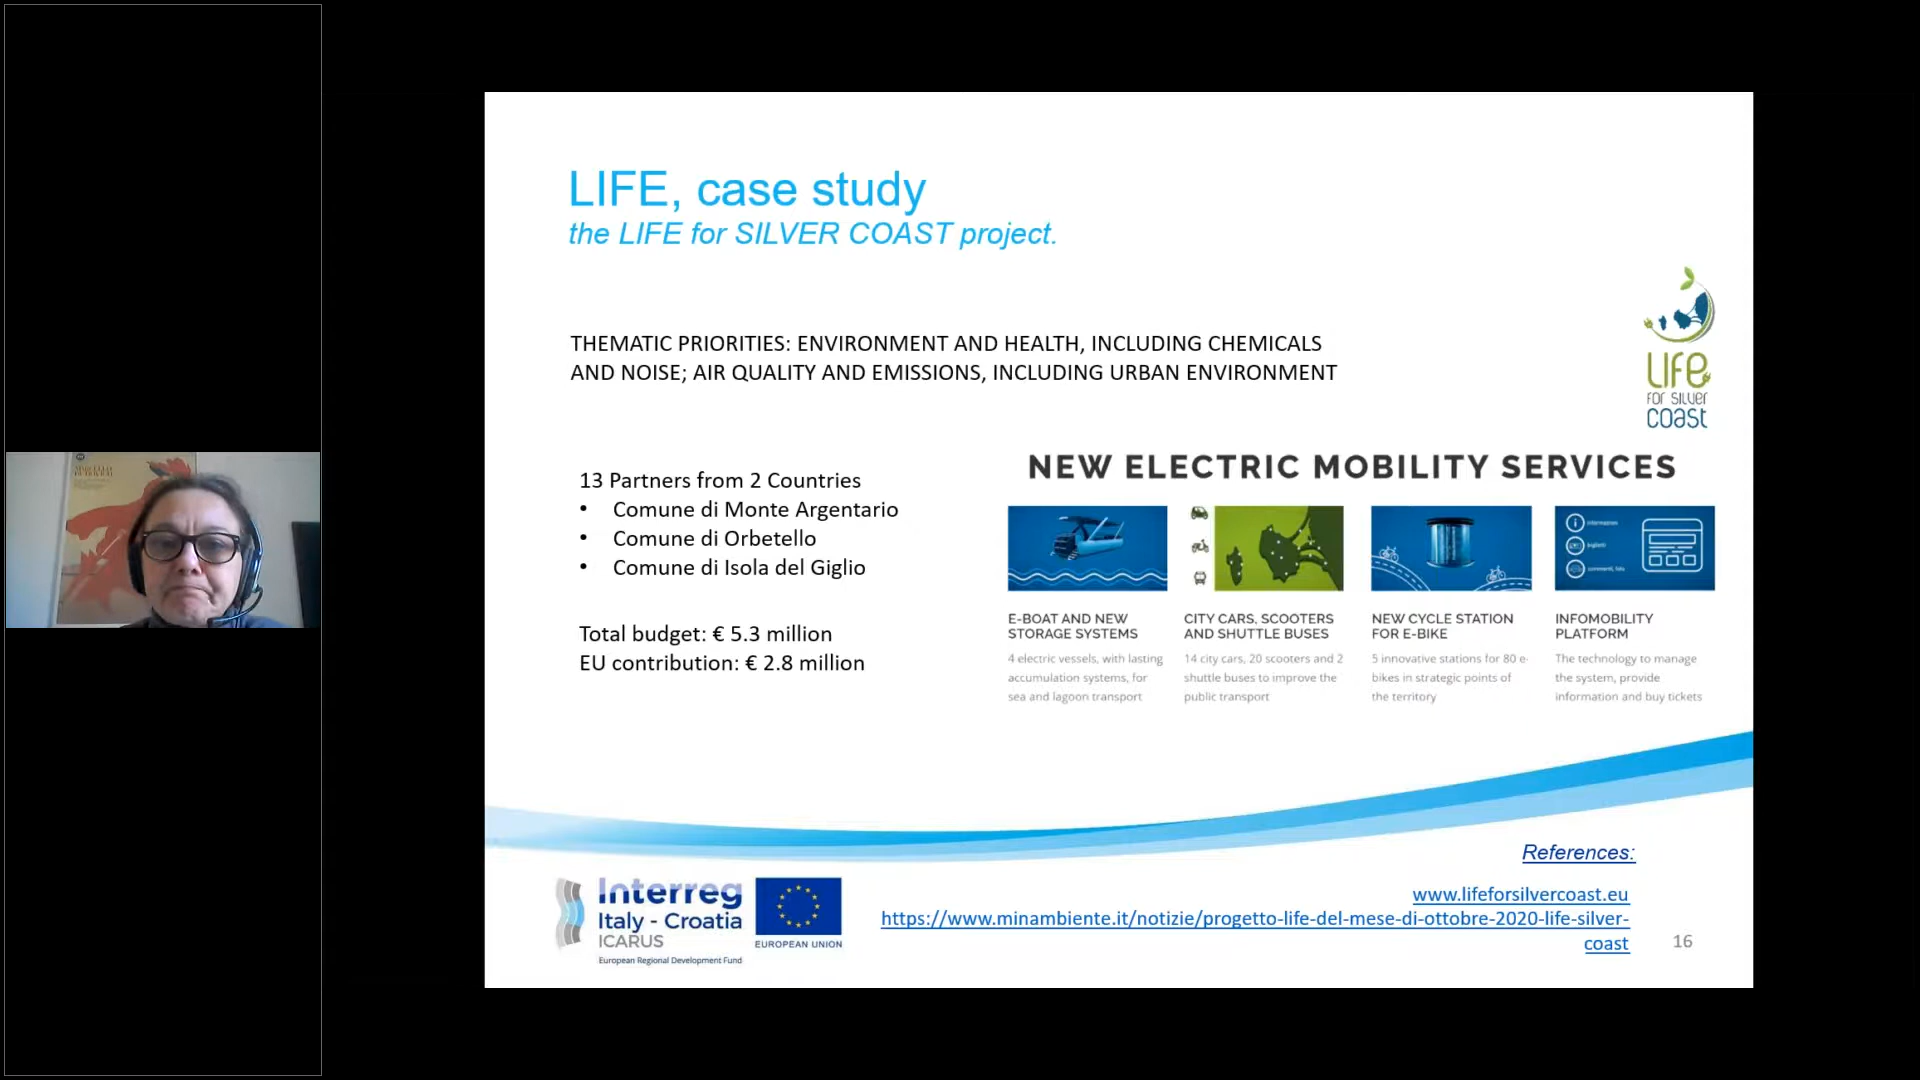 LIFE, case study
the LIFE for SILVER COAST project.
THEMATIC PRIORITIES: ENVIRONMENT AND HEALTH, INCLUDING CHEMICALS
AND NOISE; AIR QUALITY AND EMISSIONS, INCLUDING URBAN ENVIRONMENT
LIFE
FOR SILVER
COAST
13 Partners from 2 Countries
• Comune di Monte Argentario
• Comune di Orbetello
• Comune di Isola del Giglio
Total budget: € 5.3 million
EU contribution: € 2.8 million
NEW ELECTRIC MOBILITY SERVICES
E-BOAT AND NEW
STORAGE SYSTEMS
4 electric vessels, with lasting
accumulation systems, for
sea and lagoon transport
CITY CARS, SCOOTERS
AND SHUTTLE BUSES
14 city cars, 20 scooters and 2
shuttle buses to improve the
public transport
NEW CYCLE STATION
FOR E-BIKE
5 innovative stations for 80 e-
bikes in strategic points of
the territory
INFOMOBILITY
PLATFORM
The technology to manage
the system, provide
information and buy tickets
References:
www.lifeforsilvercoast.eu
https://www.minambiente.it/notizie/progetto-life-del-mese-di-ottobre-2020-life-silver-
coast
16
Interreg
Italy - Croatia
ICARUS
European Regional Development Fund
EUROPEAN UNION